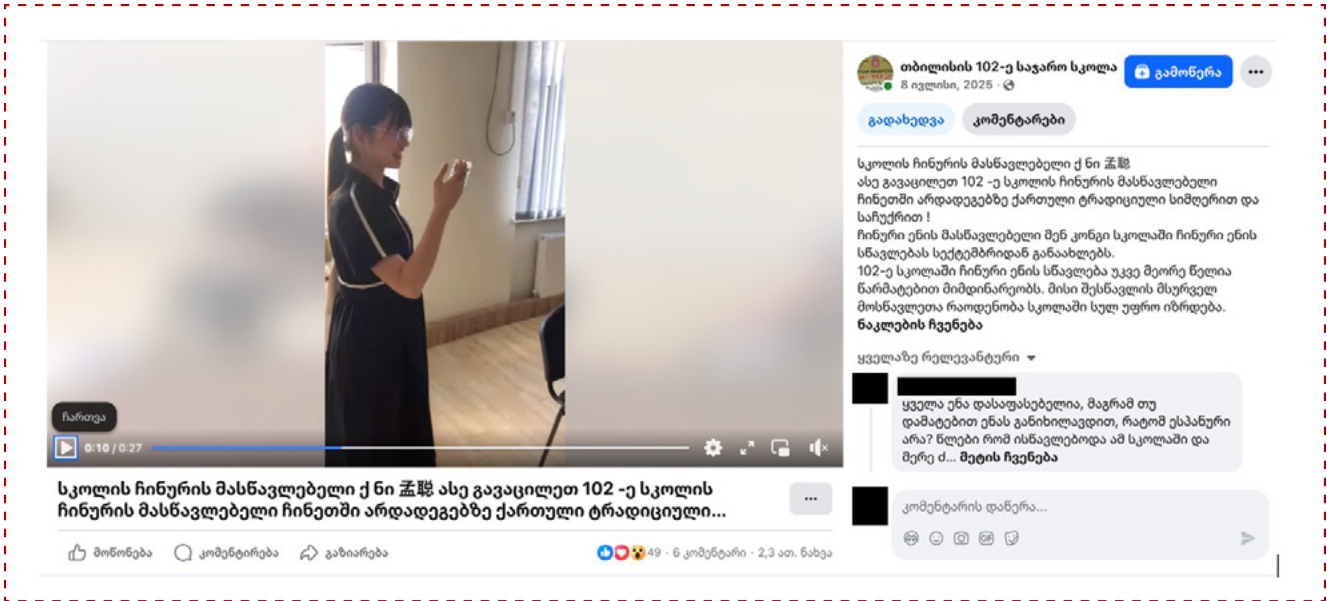 თბილისის 102-ე საჯარო სკოლა
8 ივლისი, 2025 ·
გამოწერა
გადახედვა
კომენტარები
სკოლის ჩინურის მასწავლებელი ქ ნი 孟聪
ასე გავაცილეთ 102 -ე სკოლის ჩინურის მასწავლებელი
ჩინეთში არდადეგებზე ქართული ტრადიციული სიმღერით და
საჩუქრით !
ჩინური ენის მასწავლებელი მენ კონგი სკოლაში ჩინური ენის
სწავლებას სექტემბრიდან განაახლებს.
102-ე სკოლაში ჩინური ენის სწავლება უკვე მეორე წელია
წარმატებით მიმდინარეობს. მისი შესწავლის მსურველ
მოსწავლეთა რაოდენობა სკოლაში სულ უფრო იზრდება.
ნაკლების ჩვენება
ყველაზე რელევანტური
ყველა ენა დასაფასებელია, მაგრამ თუ
დამატებით ენას განიხილავდით, რატომ ესპანური
არა? წლები რომ ისწავლებოდა ამ სკოლაში და
მერე ძ... მეტის ჩვენება
კომენტარის დაწერა...
GIF
ჩართვა
0:10 / 0:27
სკოლის ჩინურის მასწავლებელი ქ ნი 孟聪 ასე გავაცილეთ 102 -ე სკოლის
ჩინურის მასწავლებელი ჩინეთში არდადეგებზე ქართული ტრადიციული...
მოწონება
კომენტირება
გაზიარება
49 · 6 კომენტარი · 2,3 ათ. ნახვა